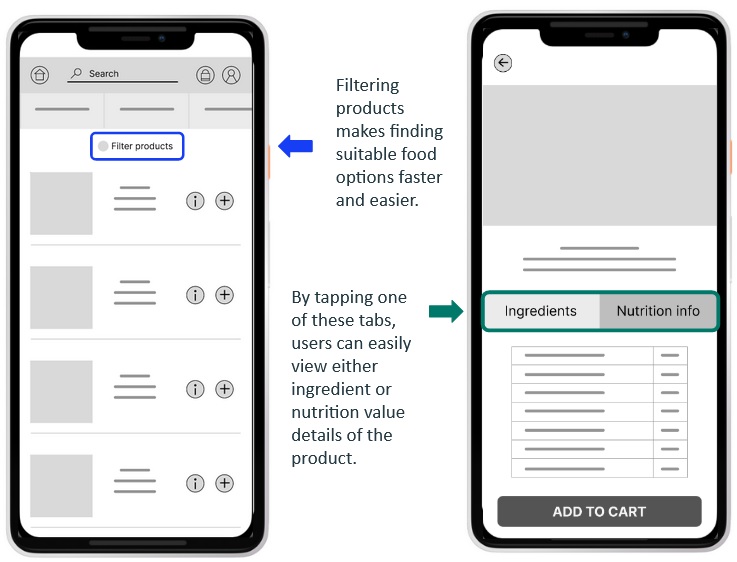 Search
Filter products
Filtering
products
makes finding
suitable food
options faster
and easier.
By tapping one
of these tabs,
users can easily
view either
ingredient or
nutrition value
details of the
product.
Ingredients
Nutrition info
ADD TO CART